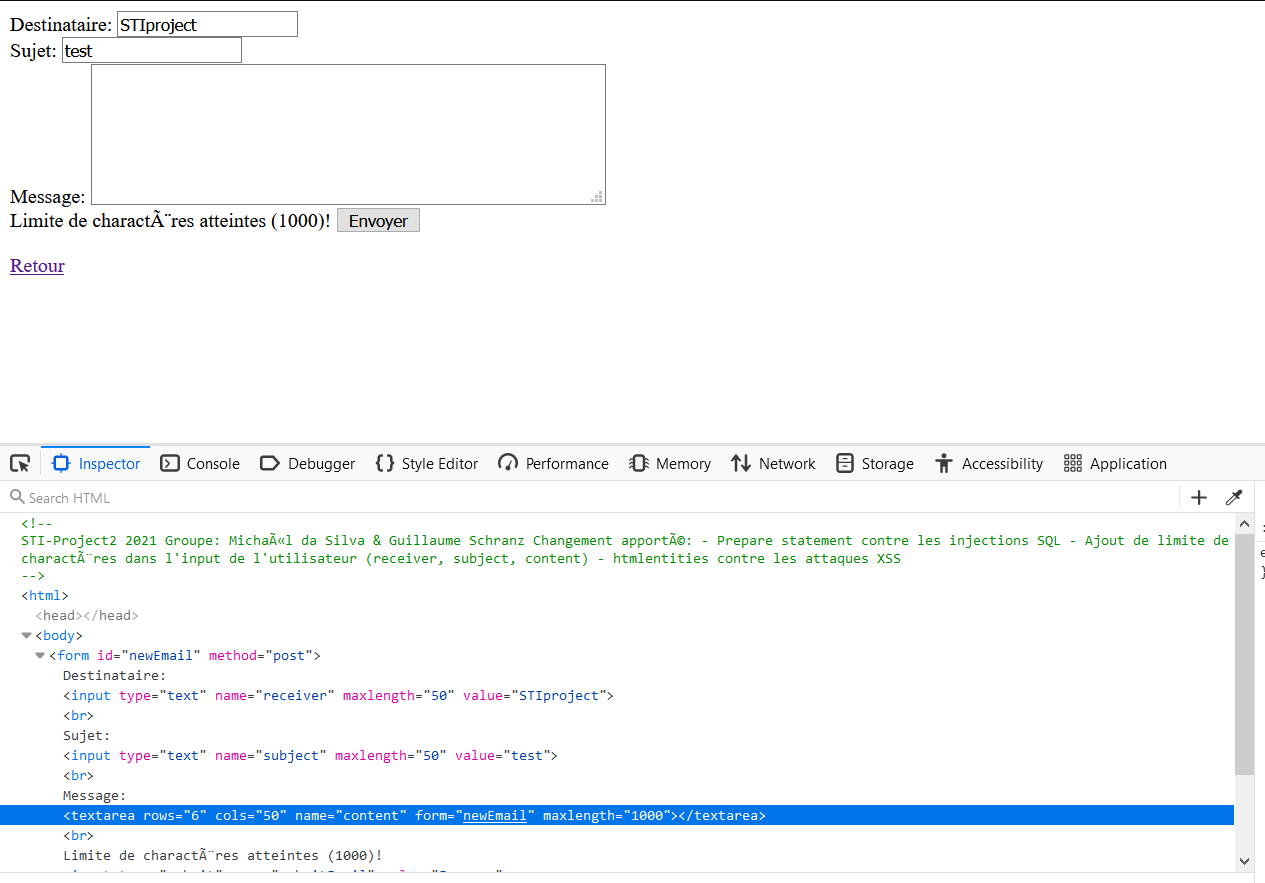 Destinataire: STIproject
Sujet: test
Message:
Limite de charactÃ¨res atteintes (1000)! Envoyer
Retour
Inspector Console Debugger Style Editor Performance Memory Network Storage Accessibility Application
Search HTML
<!--
STI-Project2 2021 Groupe: MichaÃ«l da Silva & Guillaume Schranz Changement apportÃ©: - Prepare statement contre les injections SQL - Ajout de limite de
charactÃ¨res dans l'input de l'utilisateur (receiver, subject, content) - htmlentities contre les attaques XSS
-->
<html>
<head></head>
<body>
<form id="newEmail" method="post">
Destinataire:
<input type="text" name="receiver" maxlength="50" value="STIproject">
<br>
Sujet:
<input type="text" name="subject" maxlength="50" value="test">
<br>
Message:
<textarea rows="6" cols="50" name="content" form="newEmail" maxlength="1000"></textarea>
<br>
Limite de charactÃ¨res atteintes (1000)!